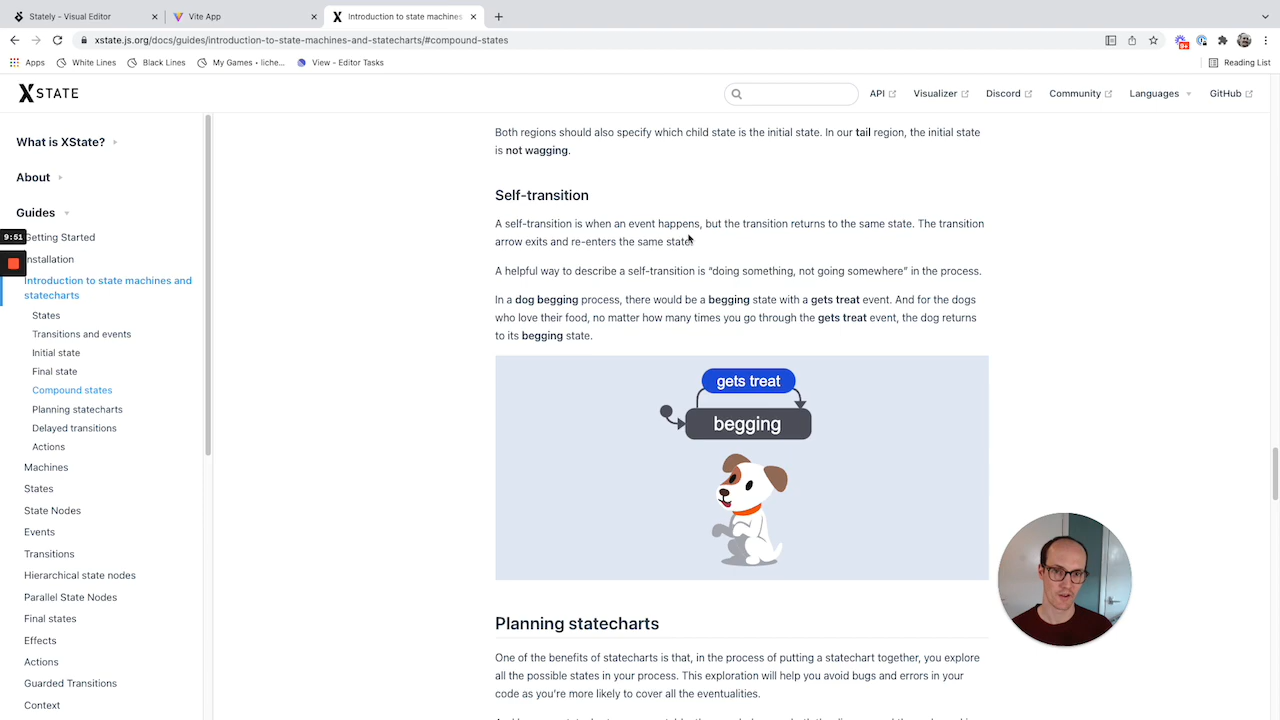 Stately - Visual Editor
Vite App
Introduction to state machines
xstate.js.org/docs/guides/introduction-to-state-machines-and-statecharts/#compound-states
9+
Apps
White Lines
Black Lines
My Games • liche...
View - Editor Tasks
Reading List
XSTATE
API
Visualizer
Discord
Community
Languages
GitHub
What is XState?
About
Guides
9:51
Getting Started
Installation
Introduction to state machines and
statecharts
States
Transitions and events
Initial state
Final state
Compound states
Planning statecharts
Delayed transitions
Actions
Machines
States
State Nodes
Events
Transitions
Hierarchical state nodes
Parallel State Nodes
Final states
Effects
Actions
Guarded Transitions
Context
Both regions should also specify which child state is the initial state. In our tail region, the initial state
is not wagging.
Self-transition
A self-transition is when an event happens, but the transition returns to the same state. The transition
arrow exits and re-enters the same state.
A helpful way to describe a self-transition is “doing something, not going somewhere” in the process.
In a dog begging process, there would be a begging state with a gets treat event. And for the dogs
who love their food, no matter how many times you go through the gets treat event, the dog returns
to its begging state.
gets treat
begging
Planning statecharts
One of the benefits of statecharts is that, in the process of putting a statechart together, you explore
all the possible states in your process. This exploration will help you avoid bugs and errors in your
code as you’re more likely to cover all the eventualities.